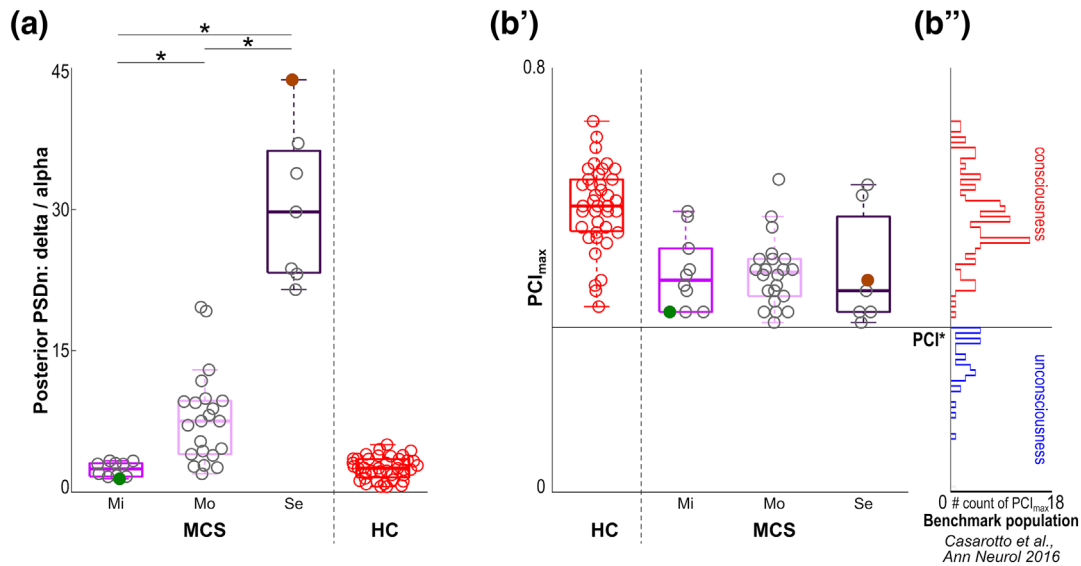 (a)
(b')
(b'')
*
*
*
45
30
15
0
Posterior PSDn: delta / alpha
Mi
Mo
Se
MCS
HC
0.8
PCImax
0
HC
Mi
Mo
Se
MCS
PCI*
consciousness
unconsciousness
0 # count of PCImax 18
Benchmark population
Casarotto et al.,
Ann Neurol 2016